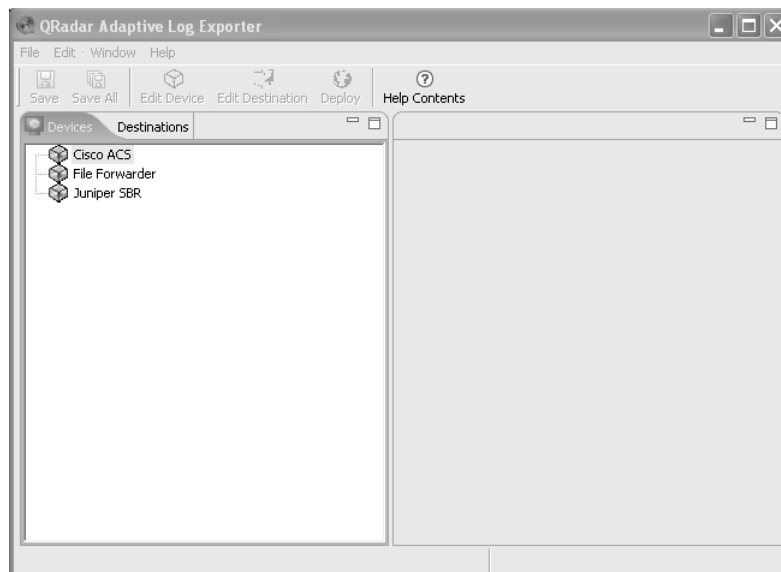 QRadar Adaptive Log Exporter
File Edit Window Help
Save Save All Edit Device Edit Destination Deploy Help Contents
Devices Destinations
Cisco ACS
File Forwarder
Juniper SBR